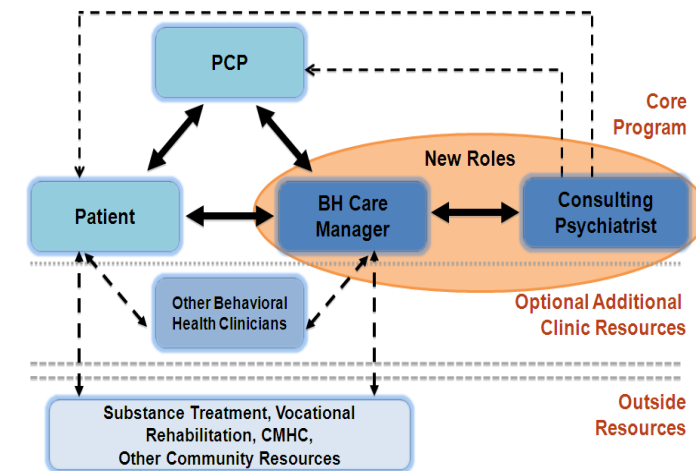 PCP
Core
Program
New Roles
Patient
BH Care
Manager
Consulting
Psychiatrist
Other Behavioral
Health Clinicians
Optional Additional
Clinic Resources
Substance Treatment, Vocational
Rehabilitation, CMHC,
Other Community Resources
Outside
Resources